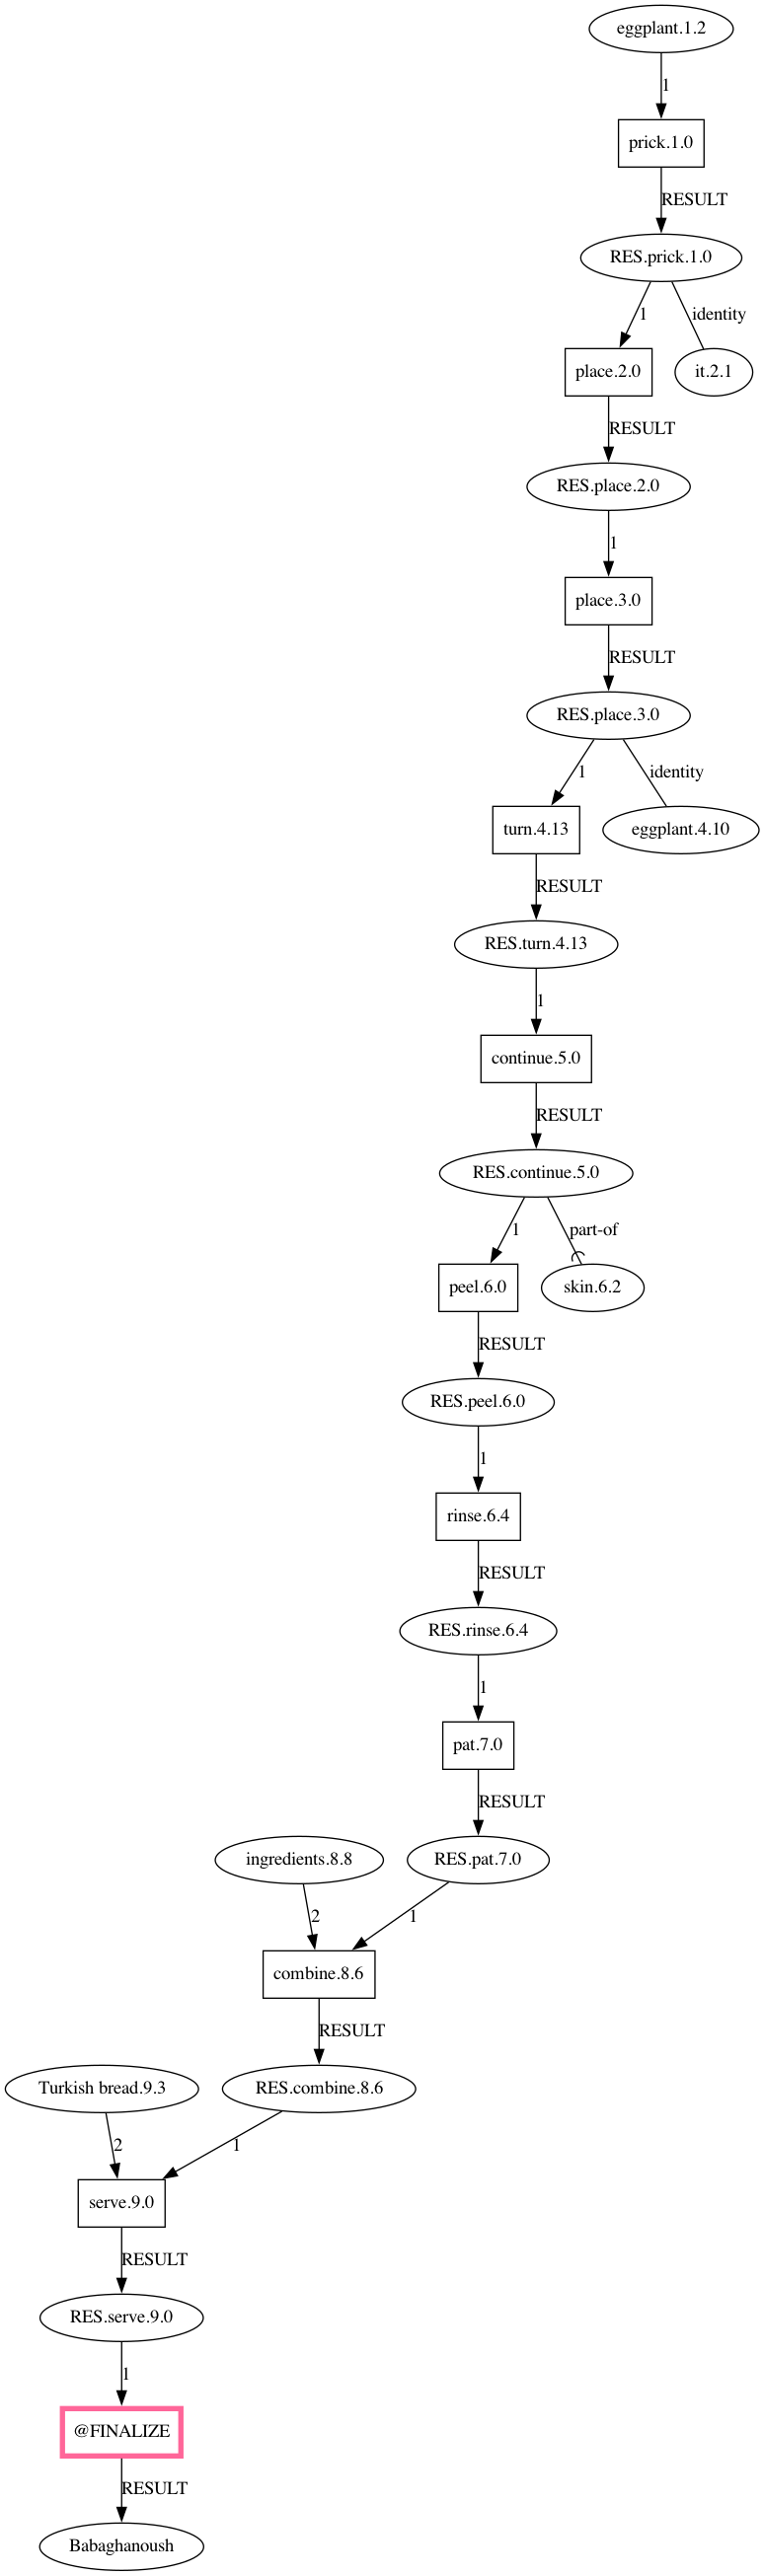 eggplant.1.2
1
prick.1.0
RESULT
RES.prick.1.0
1
identity
place.2.0
it.2.1
RESULT
RES.place.2.0
1
place.3.0
RESULT
RES.place.3.0
1
identity
turn.4.13
eggplant.4.10
RESULT
RES.turn.4.13
1
continue.5.0
RESULT
RES.continue.5.0
1
part-of
peel.6.0
skin.6.2
RESULT
RES.peel.6.0
1
rinse.6.4
RESULT
RES.rinse.6.4
1
pat.7.0
RESULT
ingredients.8.8
RES.pat.7.0
2
1
combine.8.6
RESULT
Turkish bread.9.3
RES.combine.8.6
2
1
serve.9.0
RESULT
RES.serve.9.0
1
@FINALIZE
RESULT
Babaghanoush